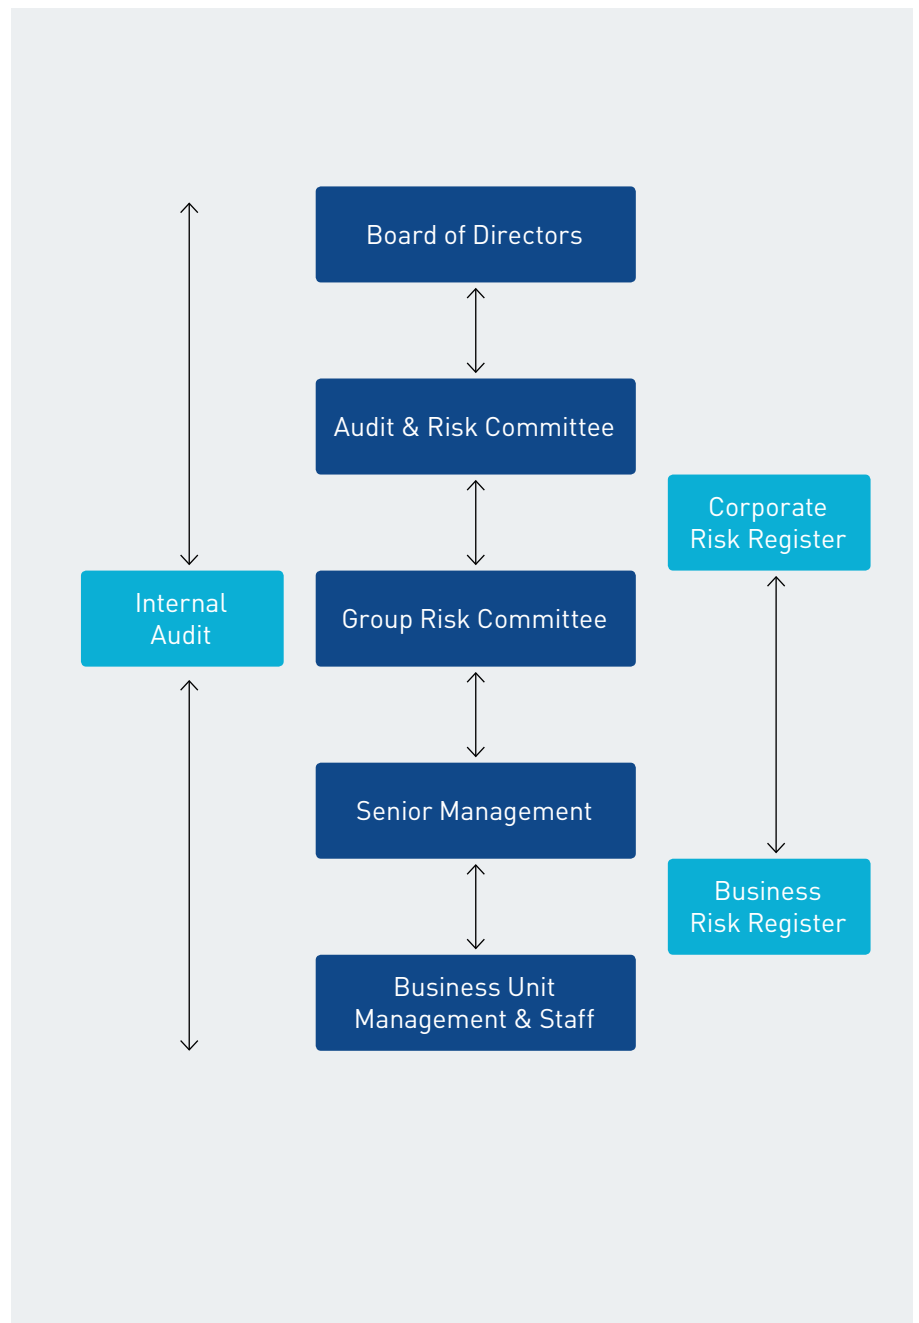 Board of Directors
Audit & Risk Committee
Corporate
Risk Register
Internal
Audit
Group Risk Committee
Senior Management
Business
Risk Register
Business Unit
Management & Staff